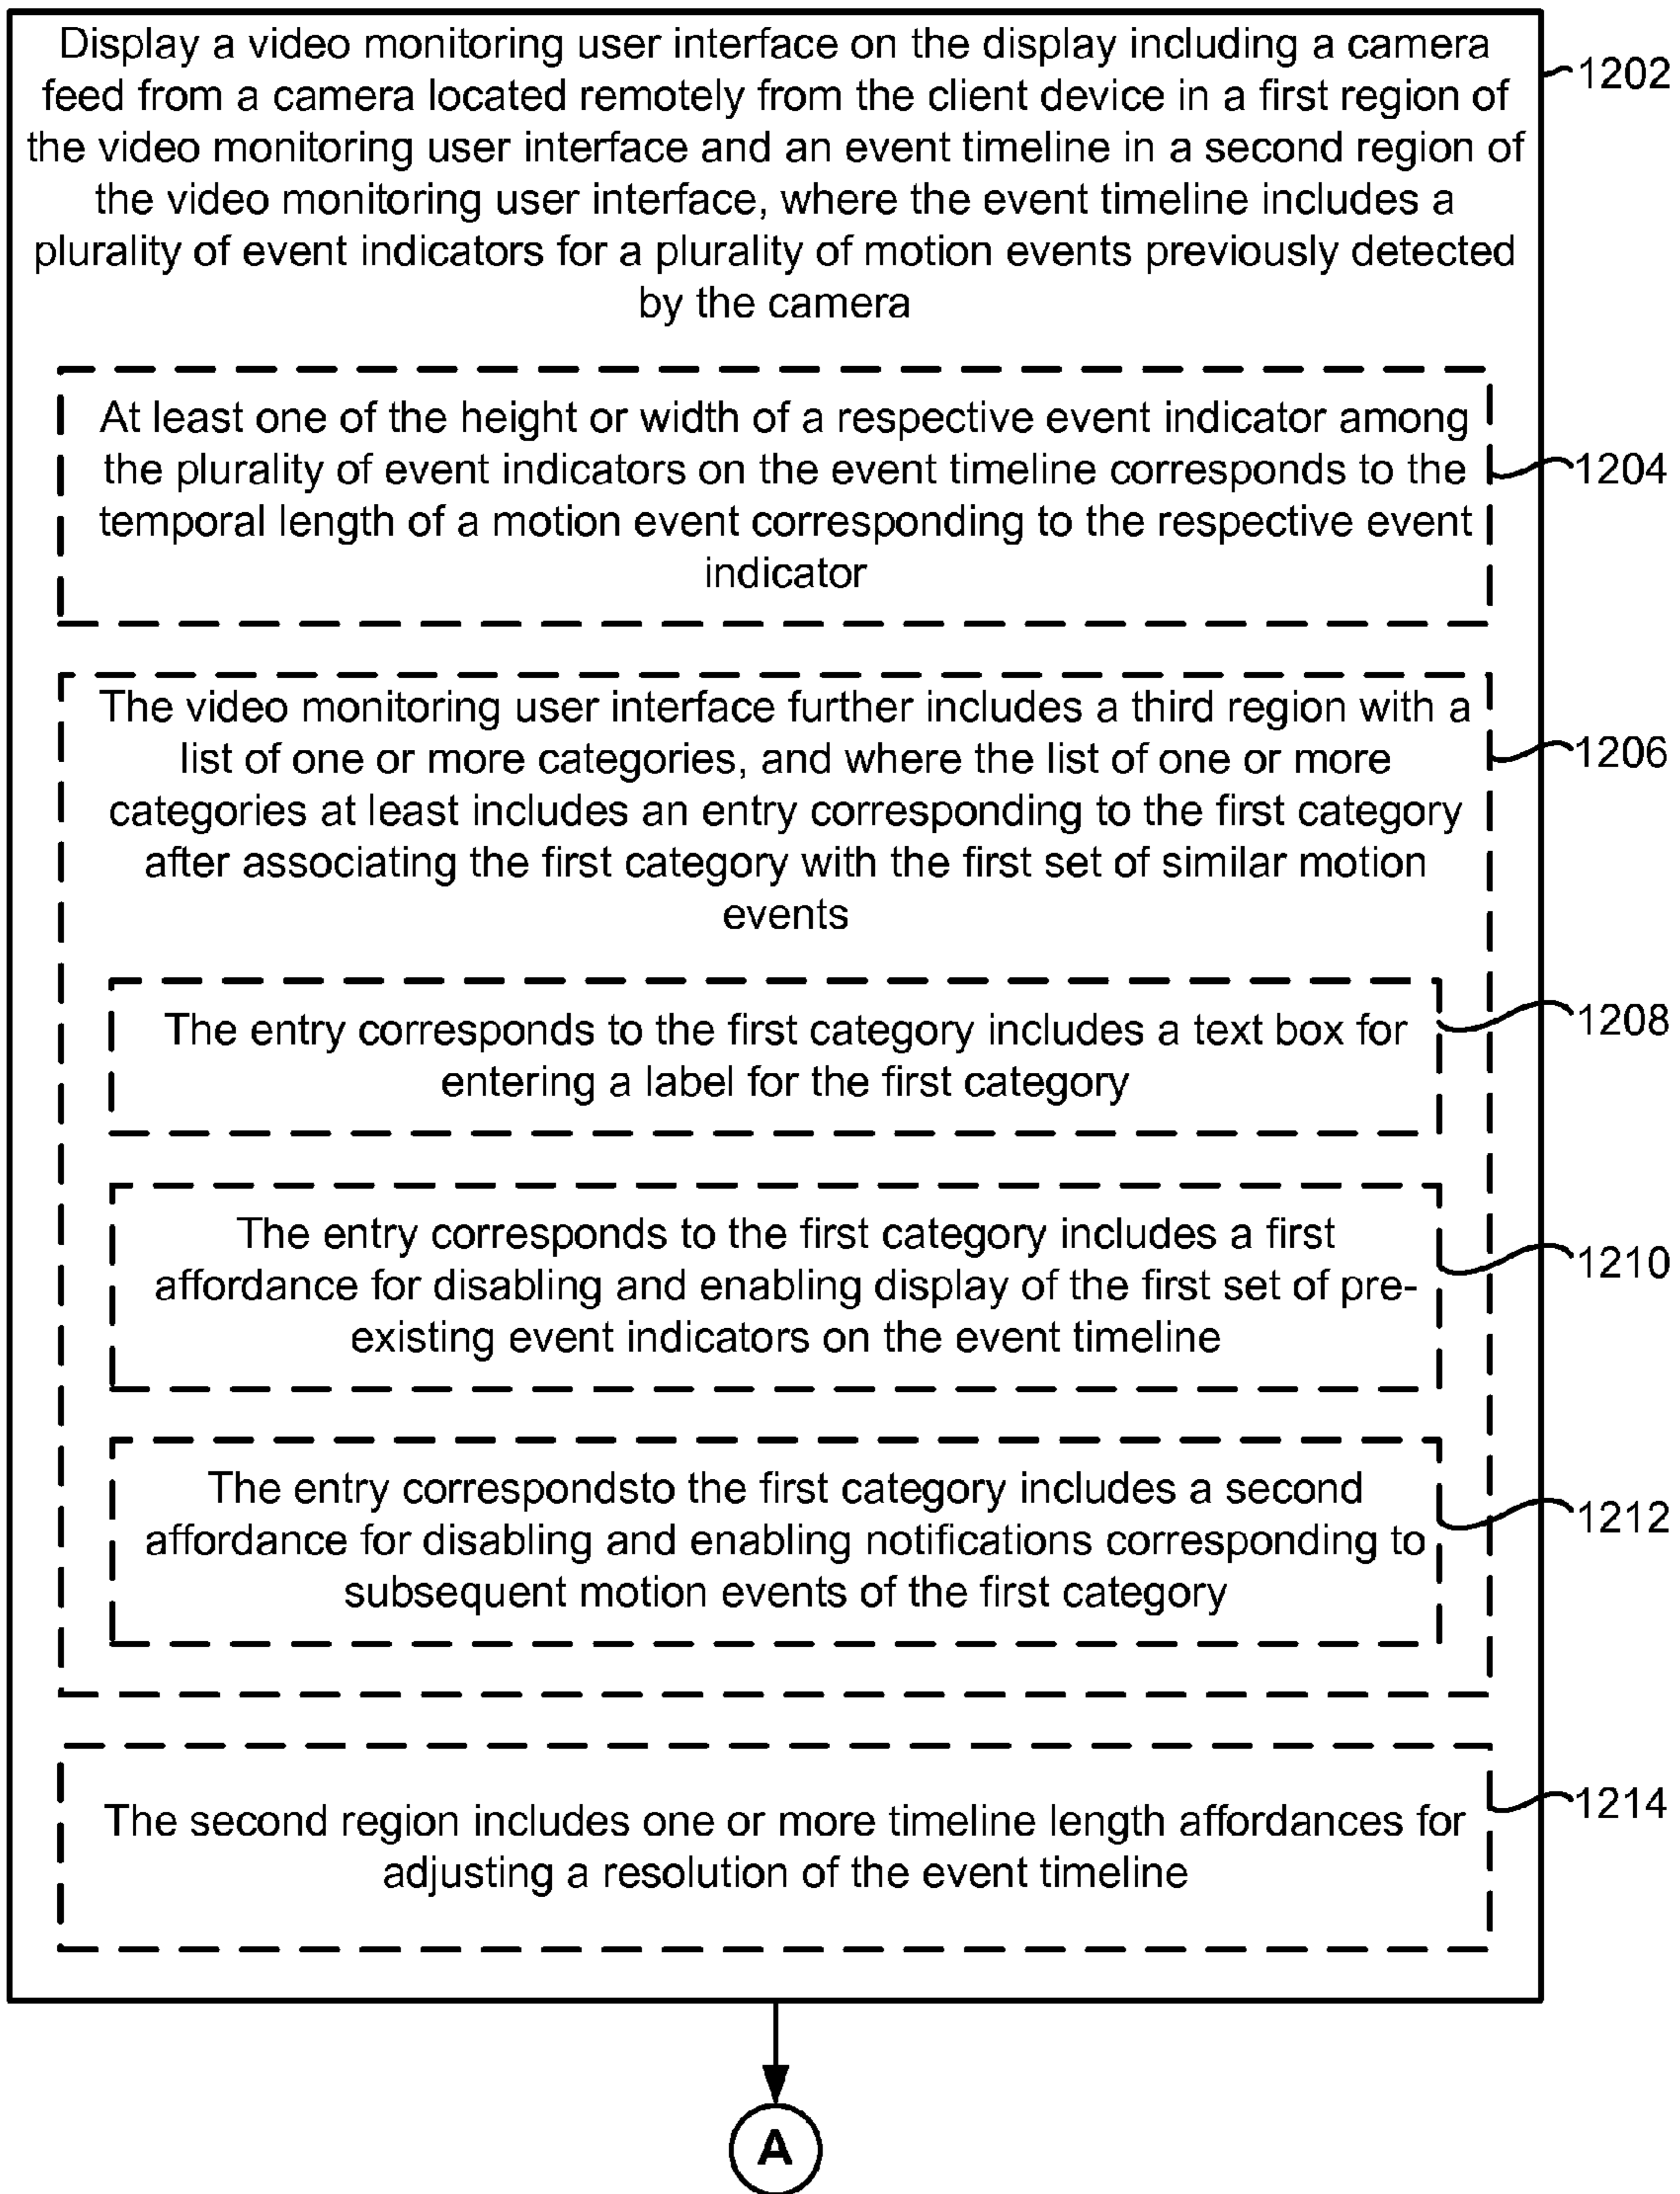 Display a video monitoring user interface on the display including a camera
feed from a camera located remotely from the client device in a first region of
the video monitoring user interface and an event timeline in a second region of
the video monitoring user interface, where the event timeline includes a
plurality of event indicators for a plurality of motion events previously detected
by the camera
1202
At least one of the height or width of a respective event indicator among
the plurality of event indicators on the event timeline corresponds to the
temporal length of a motion event corresponding to the respective event
indicator
1204
The video monitoring user interface further includes a third region with a
list of one or more categories, and where the list of one or more
categories at least includes an entry corresponding to the first category
after associating the first category with the first set of similar motion
events
1206
The entry corresponds to the first category includes a text box for
entering a label for the first category
1208
The entry corresponds to the first category includes a first
affordance for disabling and enabling display of the first set of pre-
existing event indicators on the event timeline
1210
The entry correspondsto the first category includes a second
affordance for disabling and enabling notifications corresponding to
subsequent motion events of the first category
1212
The second region includes one or more timeline length affordances for
adjusting a resolution of the event timeline
1214
A